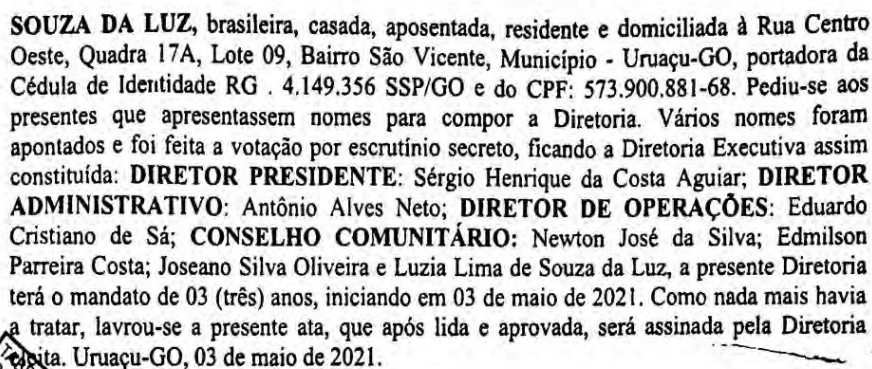 SOUZA DA LUZ, brasileira, casada, aposentada, residente e domiciliada à Rua Centro
Oeste, Quadra 17A, Lote 09, Bairro São Vicente, Município - Uruaçu-GO, portadora da
Cédula de Identidade RG . 4.149.356 SSP/GO e do CPF: 573.900.881-68. Pediu-se aos
presentes que apresentassem nomes para compor a Diretoria. Vários nomes foram
apontados e foi feita a votação por escrutínio secreto, ficando a Diretoria Executiva assim
constituída: DIRETOR PRESIDENTE: Sérgio Henrique da Costa Aguiar; DIRETOR
ADMINISTRATIVO: Antônio Alves Neto; DIRETOR DE OPERAÇÕES: Eduardo
Cristiano de Sá; CONSELHO COMUNITÁRIO: Newton José da Silva; Edmilson
Parreira Costa; Joseano Silva Oliveira e Luzia Lima de Souza da Luz, a presente Diretoria
terá o mandato de 03 (três) anos, iniciando em 03 de maio de 2021. Como nada mais havia
a tratar, lavrou-se a presente ata, que após lida e aprovada, será assinada pela Diretoria
eleita. Uruaçu-GO, 03 de maio de 2021.